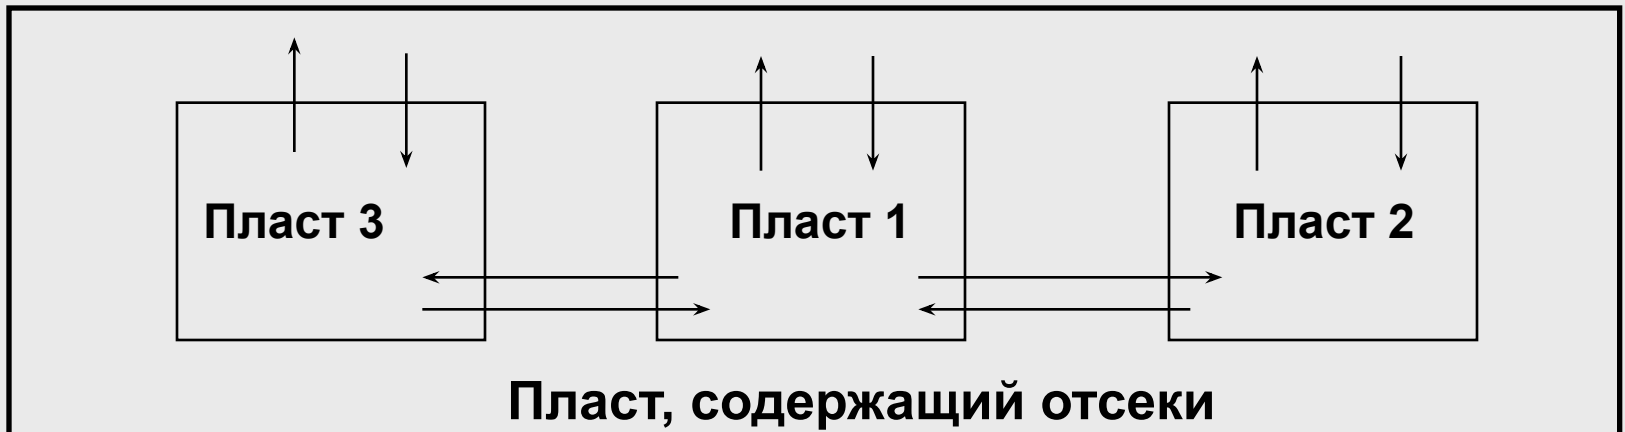 Пласт 3
Пласт 1
Пласт 2
Пласт, содержащий отсеки